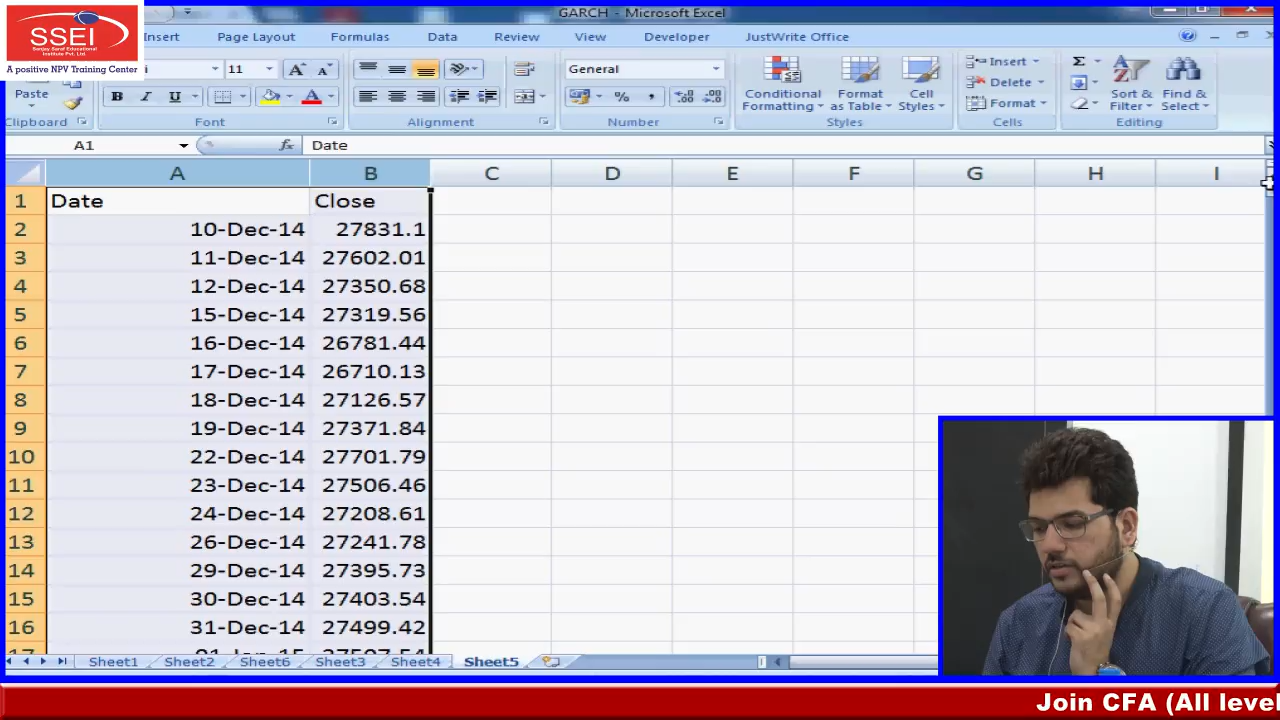 SSEI
Sanjay Saraf Educational
Institute Pvt. Ltd.
A positive NPV Training Center
GARCH - Microsoft Excel
Insert Page Layout Formulas Data Review View Developer JustWrite Office
11 A A General Conditional Formatting Format as Table Cell Styles Insert Delete Format Sort & Filter Find & Select
Paste B I U % ,
Clipboard Font Alignment Number Styles Cells Editing
A1 fx Date
A B C D E F G H I
1 Date Close
2 10-Dec-14 27831.1
3 11-Dec-14 27602.01
4 12-Dec-14 27350.68
5 15-Dec-14 27319.56
6 16-Dec-14 26781.44
7 17-Dec-14 26710.13
8 18-Dec-14 27126.57
9 19-Dec-14 27371.84
10 22-Dec-14 27701.79
11 23-Dec-14 27506.46
12 24-Dec-14 27208.61
13 26-Dec-14 27241.78
14 29-Dec-14 27395.73
15 30-Dec-14 27403.54
16 31-Dec-14 27499.42
Sheet1 Sheet2 Sheet6 Sheet3 Sheet4 Sheet5
Join CFA (All level